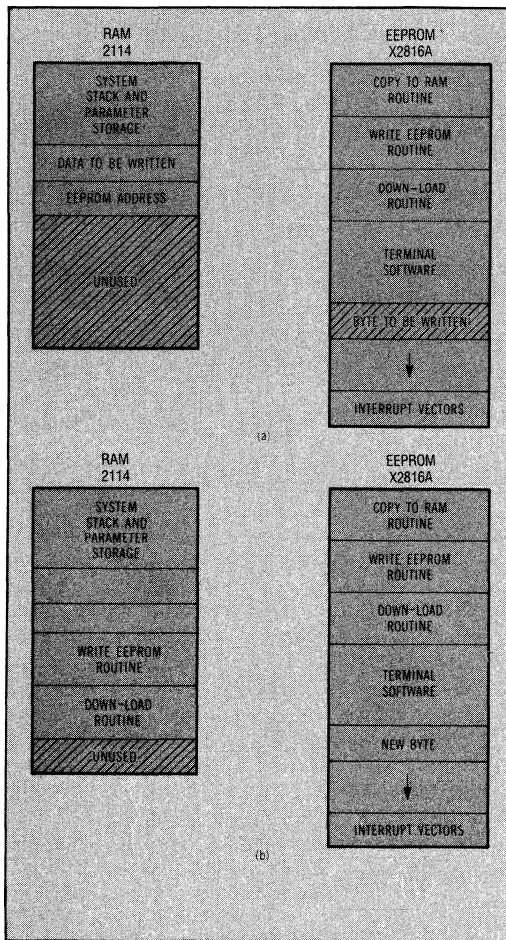 RAM
2114
SYSTEM
STACK AND
PARAMETER
STORAGE
DATA TO BE WRITTEN
EEPROM ADDRESS
UNUSED
EEPROM
X2816A
COPY TO RAM
ROUTINE
WRITE EEPROM
ROUTINE
DOWN-LOAD
ROUTINE
TERMINAL
SOFTWARE
BYTE TO BE WRITTEN
INTERRUPT VECTORS
(a)
RAM
2114
SYSTEM
STACK AND
PARAMETER
STORAGE
WRITE EEPROM
ROUTINE
DOWN-LOAD
ROUTINE
UNUSED
EEPROM
X2816A
COPY TO RAM
ROUTINE
WRITE EEPROM
ROUTINE
DOWN-LOAD
ROUTINE
TERMINAL
SOFTWARE
NEW BYTE
INTERRUPT VECTORS
(b)